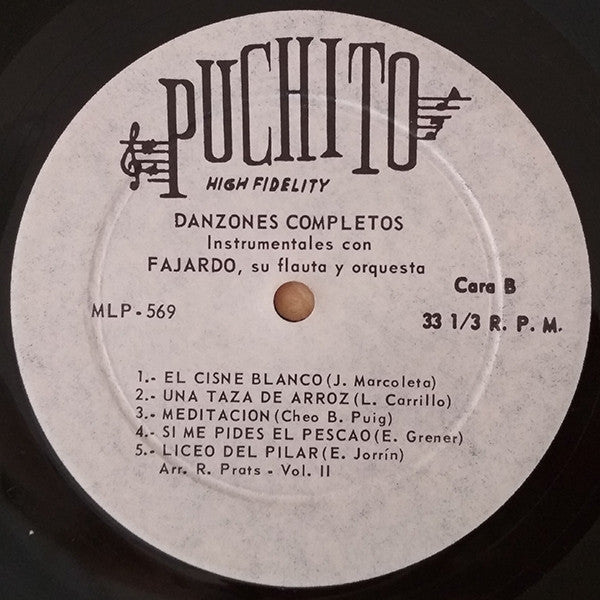 PUCHITO
HIGH FIDELITY
DANZONES COMPLETOS
Instrumentales con
FAJARDO, su flauta y orquesta
Cara B
MLP-569
33 1/3 R. P. M.
1.- EL CISNE BLANCO (J. Marcoleta)
2.- UNA TAZA DE ARROZ (L. Carrillo)
3.- MEDITACION (Cheo B. Puig)
4.- SI ME PIDES EL PESCAO (E. Grener)
5.- LICEO DEL PILAR (E. Jorrín)
Arr. R. Prats - Vol. II